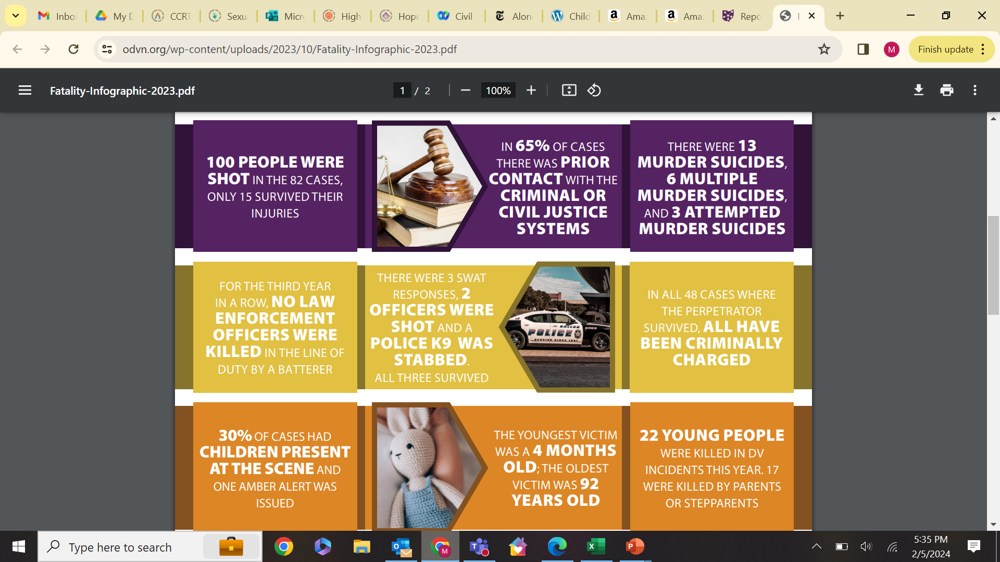 Inbo
My D
CCRT
Sexu
Micro
High
Hope
Civil
Alon
Child
Ama
Ama
Repo
odvn.org/wp-content/uploads/2023/10/Fatality-Infographic-2023.pdf
M
Finish update
Fatality-Infographic-2023.pdf
1 / 2
100%
100 PEOPLE WERE
SHOT IN THE 82 CASES,
ONLY 15 SURVIVED THEIR
INJURIES
IN 65% OF CASES
THERE WAS PRIOR
CONTACT WITH THE
CRIMINAL OR
CIVIL JUSTICE
SYSTEMS
THERE WERE 13
MURDER SUICIDES,
6 MULTIPLE
MURDER SUICIDES,
AND 3 ATTEMPTED
MURDER SUICIDES
FOR THE THIRD YEAR
IN A ROW, NO LAW
ENFORCEMENT
OFFICERS WERE
KILLED IN THE LINE OF
DUTY BY A BATTERER
THERE WERE 3 SWAT
RESPONSES, 2
OFFICERS WERE
SHOT AND A
POLICE K9 WAS
STABBED.
ALL THREE SURVIVED
POLICE
SERVING SINCE 1881
8383
IN ALL 48 CASES WHERE
THE PERPETRATOR
SURVIVED, ALL HAVE
BEEN CRIMINALLY
CHARGED
30% OF CASES HAD
CHILDREN PRESENT
AT THE SCENE AND
ONE AMBER ALERT WAS
ISSUED
THE YOUNGEST VICTIM
WAS A 4 MONTHS
OLD; THE OLDEST
VICTIM WAS 92
YEARS OLD
22 YOUNG PEOPLE
WERE KILLED IN DV
INCIDENTS THIS YEAR. 17
WERE KILLED BY PARENTS
OR STEPPARENTS
Type here to search
5:35 PM
2/5/2024